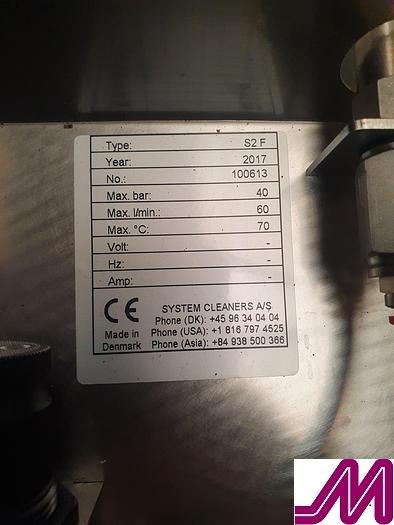 Type: S2 F
Year: 2017
No.: 100613
Max. bar: 40
Max. l/min.: 60
Max. °C: 70
Volt: -
Hz: -
Amp: -
CE SYSTEM CLEANERS A/S
Phone (DK): +45 96 34 04 04
Made in Phone (USA): +1 816 797 4525
Denmark Phone (Asia): +84 938 500 366
M